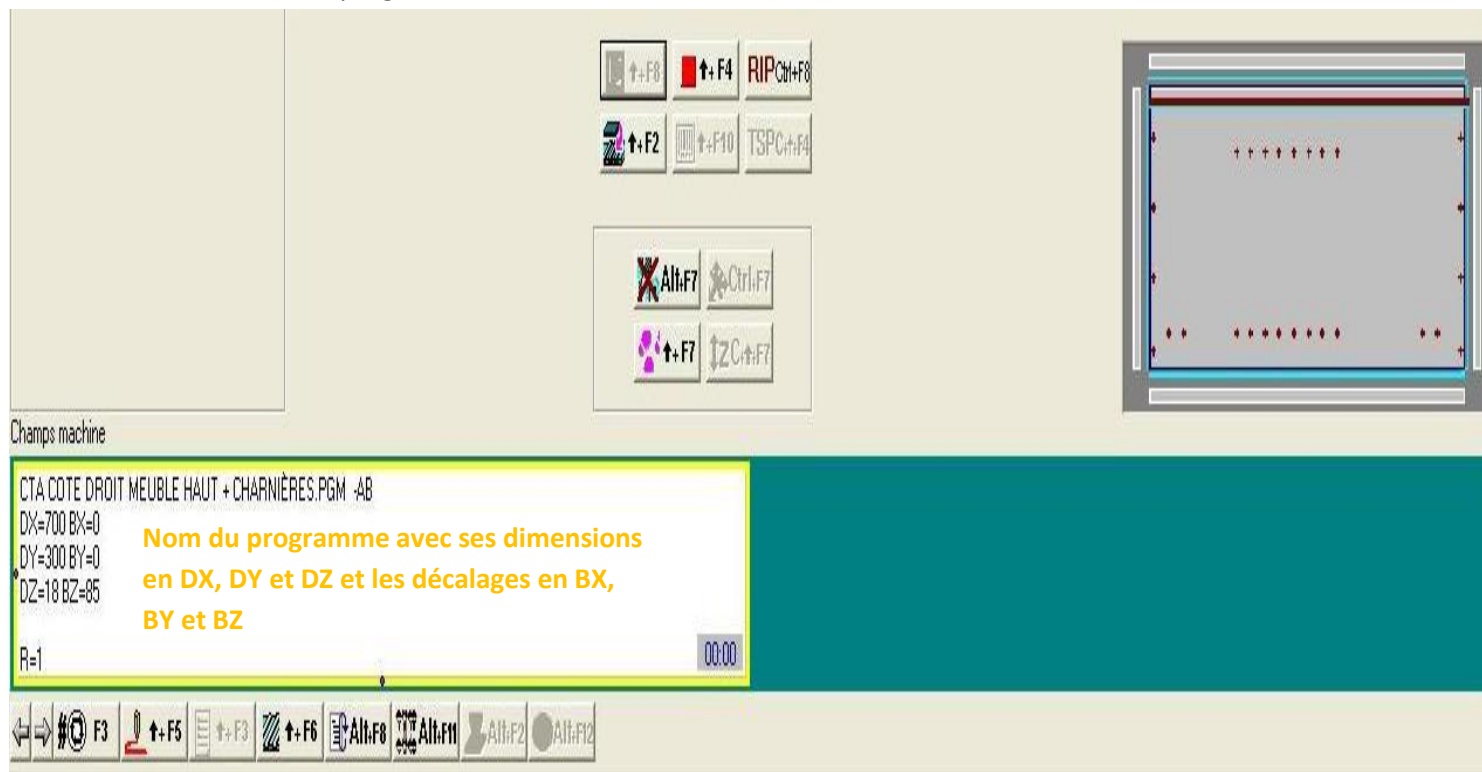 ↑+F8 ↑+F4 RIP Ctrl+F8
↑+F2 ↑+F10 TSP C+↑+F4
Alt+F7 Ctrl+F7
↑+F7 Z C+↑+F7
Champs machine
CTA COTE DROIT MEUBLE HAUT + CHARNIÈRES.PGM -AB
DX=700 BX=0
DY=300 BY=0
DZ=18 BZ=85
Nom du programme avec ses dimensions
en DX, DY et DZ et les décalages en BX,
BY et BZ
R=1
00:00
# F3 ↑+F5 ↑+F3 ↑+F6 Alt+F8 Alt+F11 Alt+F2 Alt+F12